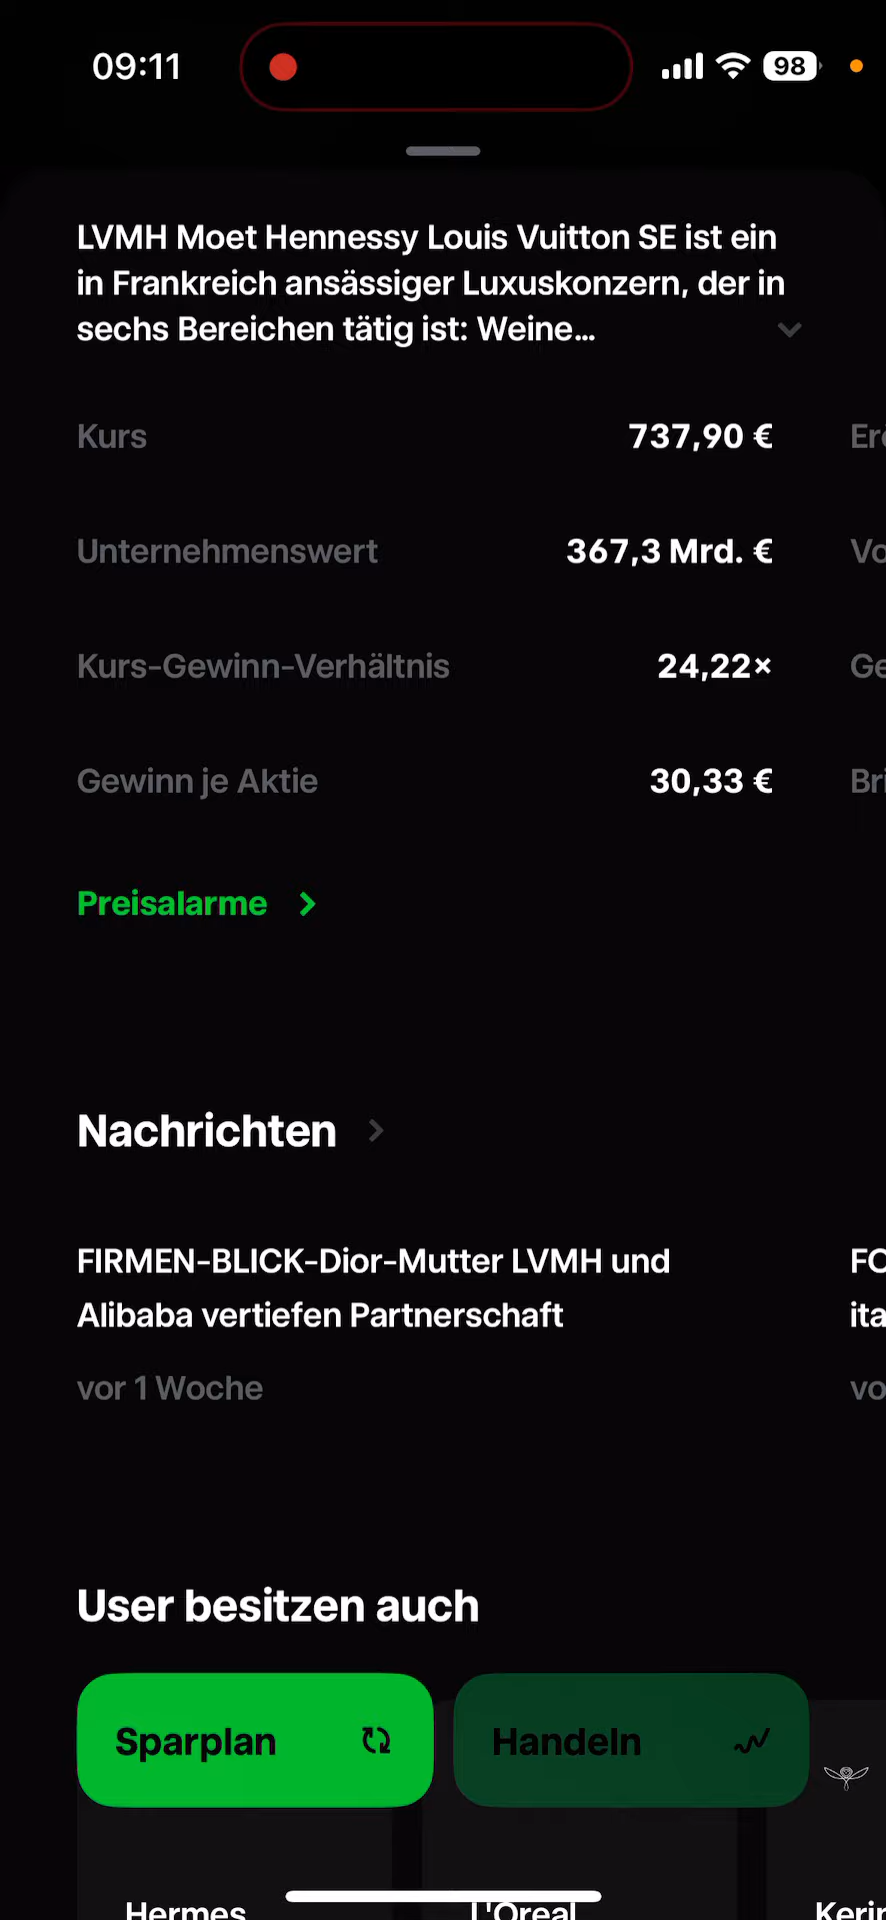 09:11
98
LVMH Moet Hennessy Louis Vuitton SE ist ein
in Frankreich ansässiger Luxuskonzern, der in
sechs Bereichen tätig ist: Weine...
Kurs 737,90 €
Unternehmenswert 367,3 Mrd. €
Kurs-Gewinn-Verhältnis 24,22×
Gewinn je Aktie 30,33 €
Preisalarme
Nachrichten
FIRMEN-BLICK-Dior-Mutter LVMH und
Alibaba vertiefen Partnerschaft
vor 1 Woche
User besitzen auch
Sparplan Handeln
Hermes L'Oreal